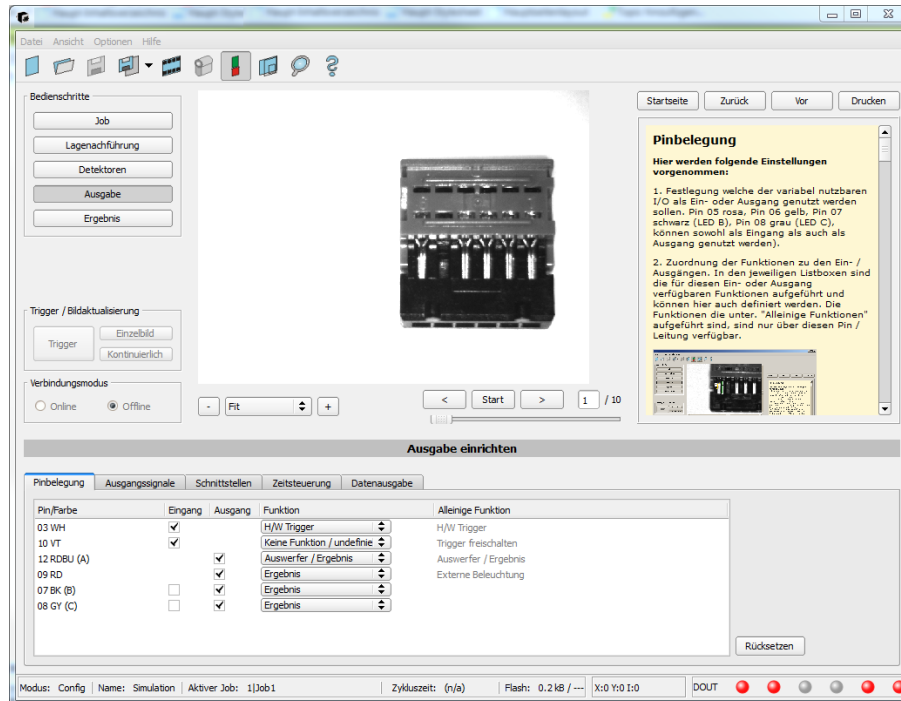 Datei Ansicht Optionen Hilfe
Bedienschritte
Job
Lagenachführung
Detektoren
Ausgabe
Ergebnis
Trigger / Bildaktualisierung
Trigger
Einzelbild
Kontinuierlich
Verbindungsmodus
Online Offline
- Fit +
< Start > 1 / 10
Startseite Zurück Vor Drucken
Pinbelegung
Hier werden folgende Einstellungen
vorgenommen:
1. Festlegung welche der variabel nutzbaren
I/O als Ein- oder Ausgang genutzt werden
sollen. Pin 05 rosa, Pin 06 gelb, Pin 07
schwarz (LED B), Pin 08 grau (LED C),
können sowohl als Eingang als auch als
Ausgang genutzt werden).
2. Zuordnung der Funktionen zu den Ein- /
Ausgängen. In den jeweiligen Listboxen sind
die für diesen Ein- oder Ausgang
verfügbaren Funktionen aufgeführt und
können hier auch definiert werden. Die
Funktionen die unter. "Alleinige Funktionen"
aufgeführt sind, sind nur über diesen Pin /
Leitung verfügbar.
Ausgabe einrichten
Pinbelegung Ausgangssignale Schnittstellen Zeitsteuerung Datenausgabe
Pin/Farbe Eingang Ausgang Funktion Alleinige Funktion
03 WH H/W Trigger H/W Trigger
10 VT Keine Funktion / undefinie Trigger freischalten
12 RDBU (A) Auswerfer / Ergebnis Auswerfer / Ergebnis
09 RD Ergebnis Externe Beleuchtung
07 BK (B) Ergebnis
08 GY (C) Ergebnis
Rücksetzen
Modus: Config Name: Simulation Aktiver Job: 1|Job1 Zykluszeit: (n/a) Flash: 0.2 kB / --- X:0 Y:0 I:0 DOUT